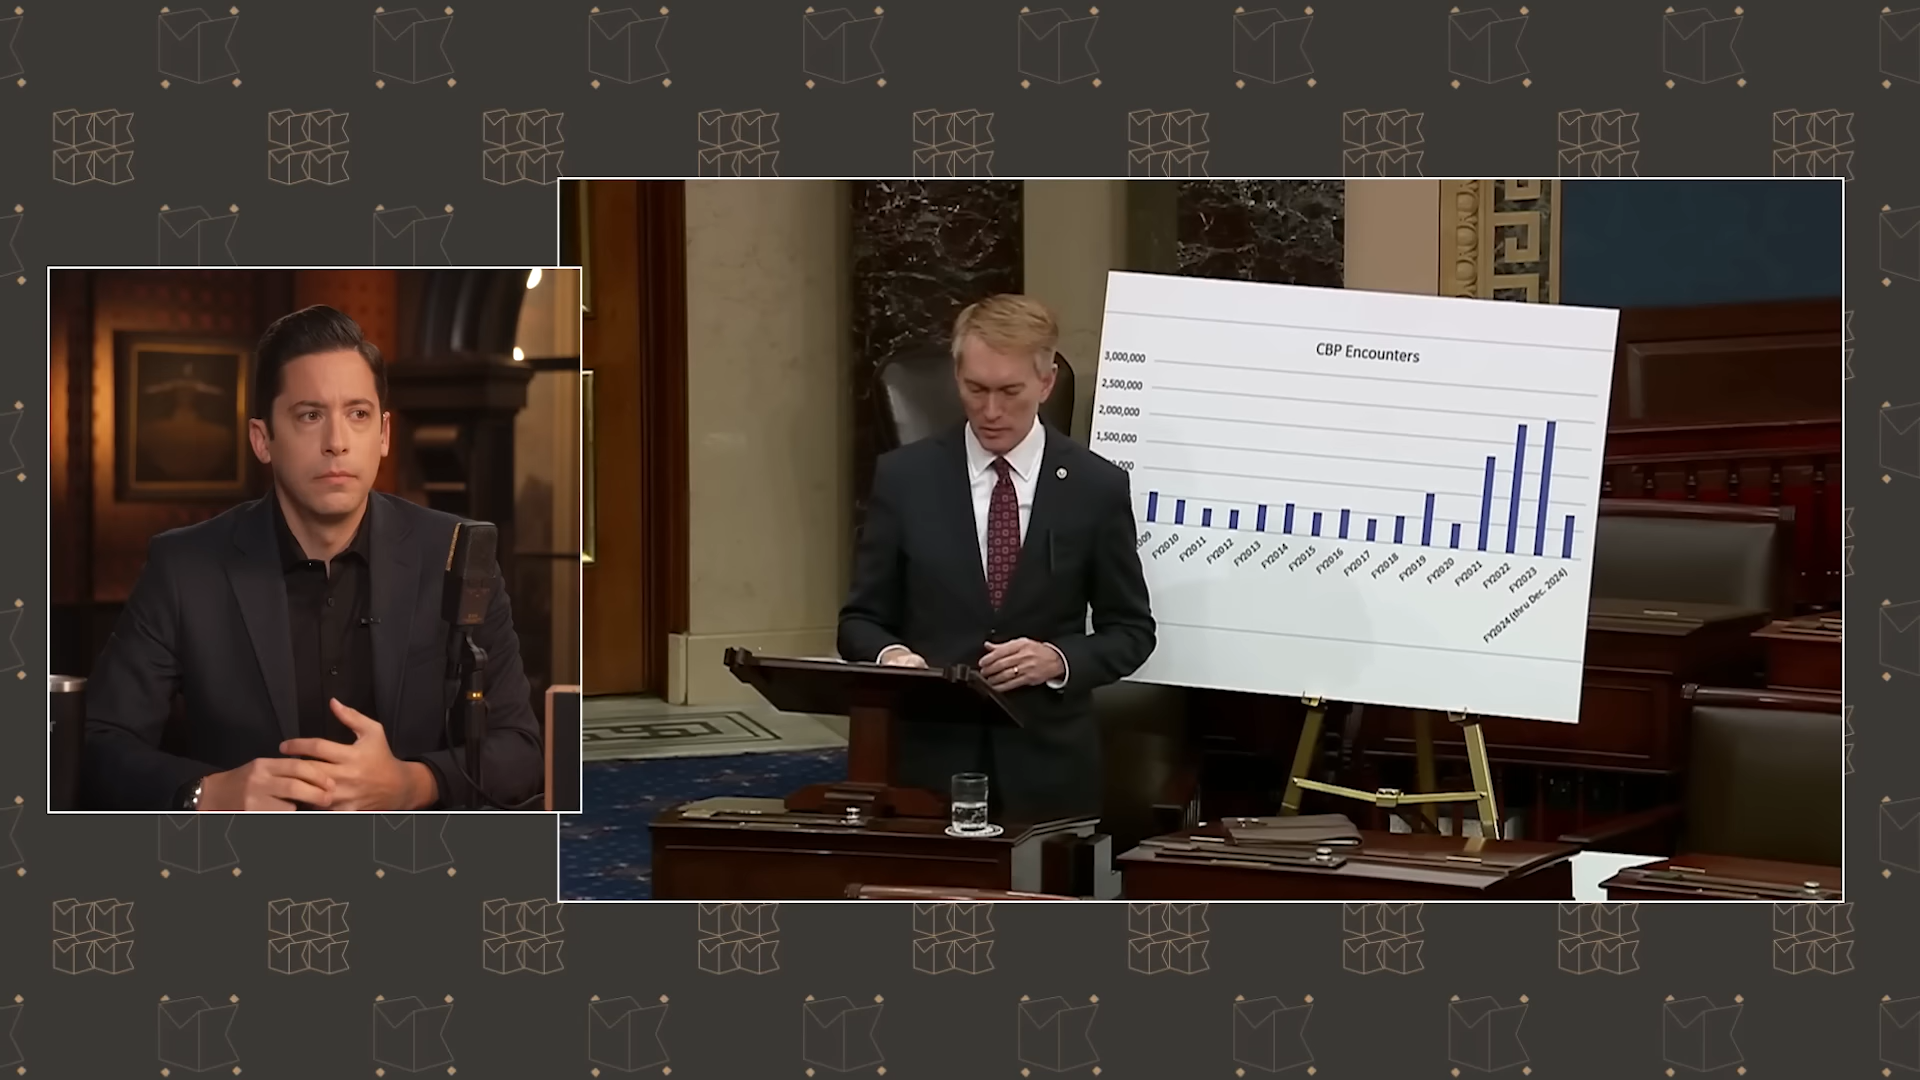 CBP Encounters
3,000,000
2,500,000
2,000,000
1,500,000
FY2010
FY2011
FY2012
FY2013
FY2014
FY2015
FY2016
FY2017
FY2018
FY2019
FY2020
FY2021
FY2022
FY2023
FY2024 (thru Dec. 2024)